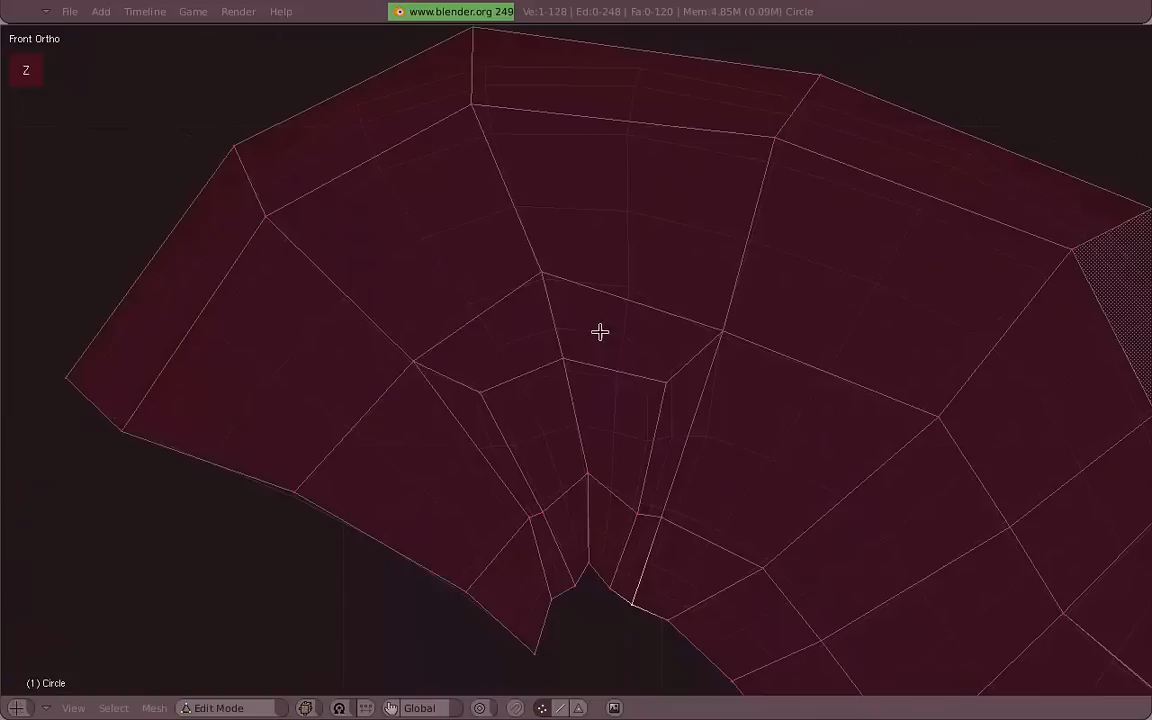 File Add Timeline Game Render Help www.blender.org 249 Ve:1-128 | Ed:0-248 | Fa:0-120 | Mem:4.85M (0.09M) Circle
Front Ortho
Z
(1) Circle
View Select Mesh Edit Mode Global